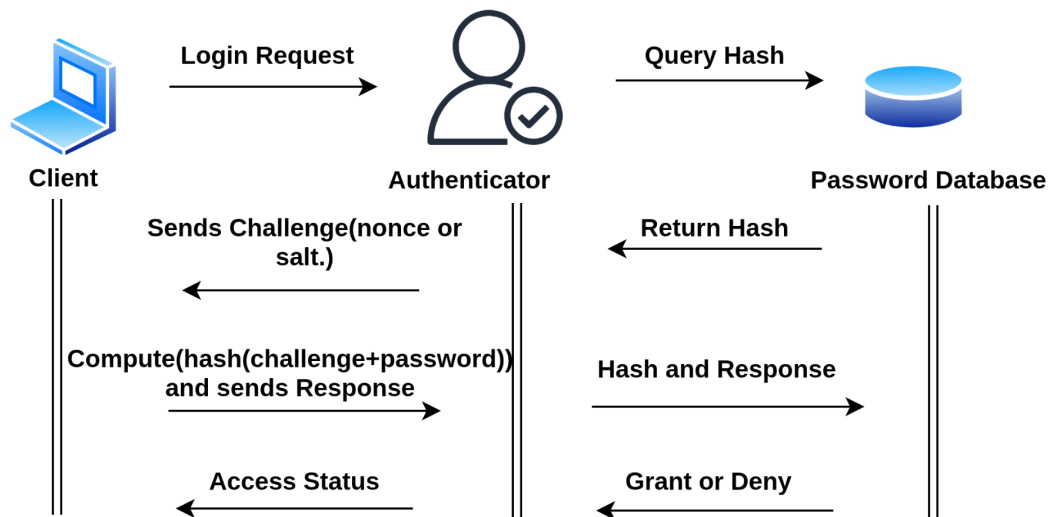 Login Request
Query Hash
Client
Authenticator
Password Database
Sends Challenge(nonce or
salt.)
Return Hash
Compute(hash(challenge+password))
and sends Response
Hash and Response
Access Status
Grant or Deny